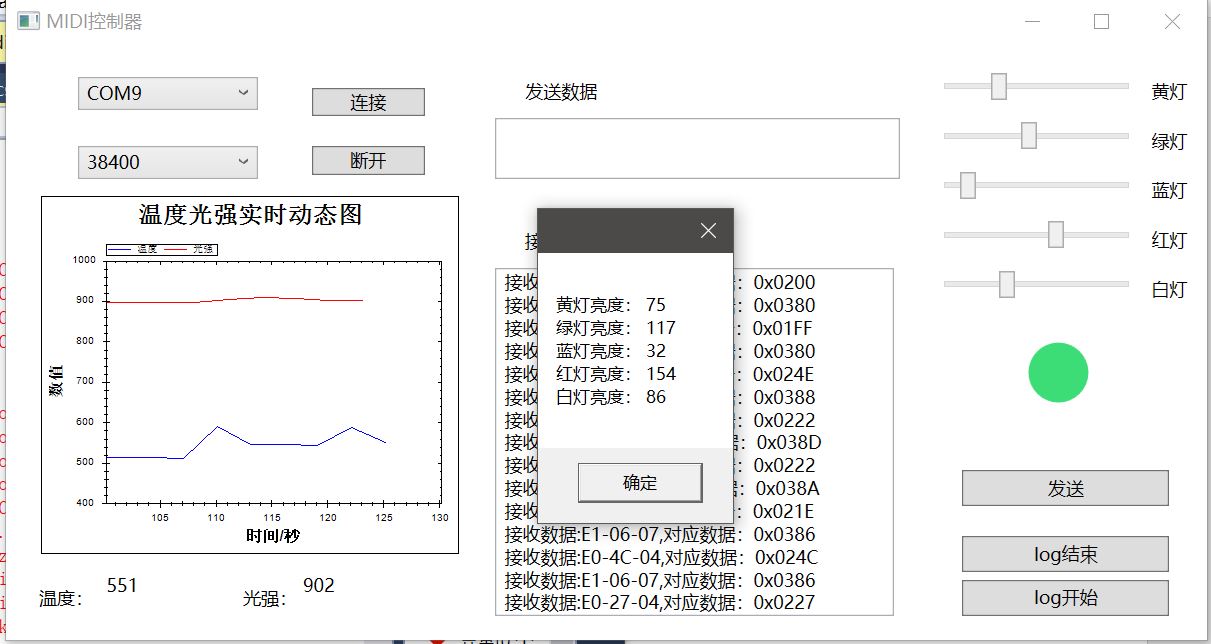 MIDI控制器
COM9
连接
38400
断开
发送数据
温度光强实时动态图
温度 光强
1000
900
800
700
600
500
400
数值
105 110 115 120 125 130
时间/秒
温度： 551
光强： 902
接
接收 ：0x0200
接收 ：0x0380
接收 ：0x01FF
接收 ：0x0380
接收 ：0x024E
接收 ：0x0388
接收 ：0x0222
接收 据：0x038D
接收 ：0x0222
接收 据：0x038A
接收 ：0x021E
接收数据:E1-06-07,对应数据：0x0386
接收数据:E0-4C-04,对应数据：0x024C
接收数据:E1-06-07,对应数据：0x0386
接收数据:E0-27-04,对应数据：0x0227
黄灯亮度： 75
绿灯亮度： 117
蓝灯亮度： 32
红灯亮度： 154
白灯亮度： 86
确定
黄灯
绿灯
蓝灯
红灯
白灯
发送
log结束
log开始